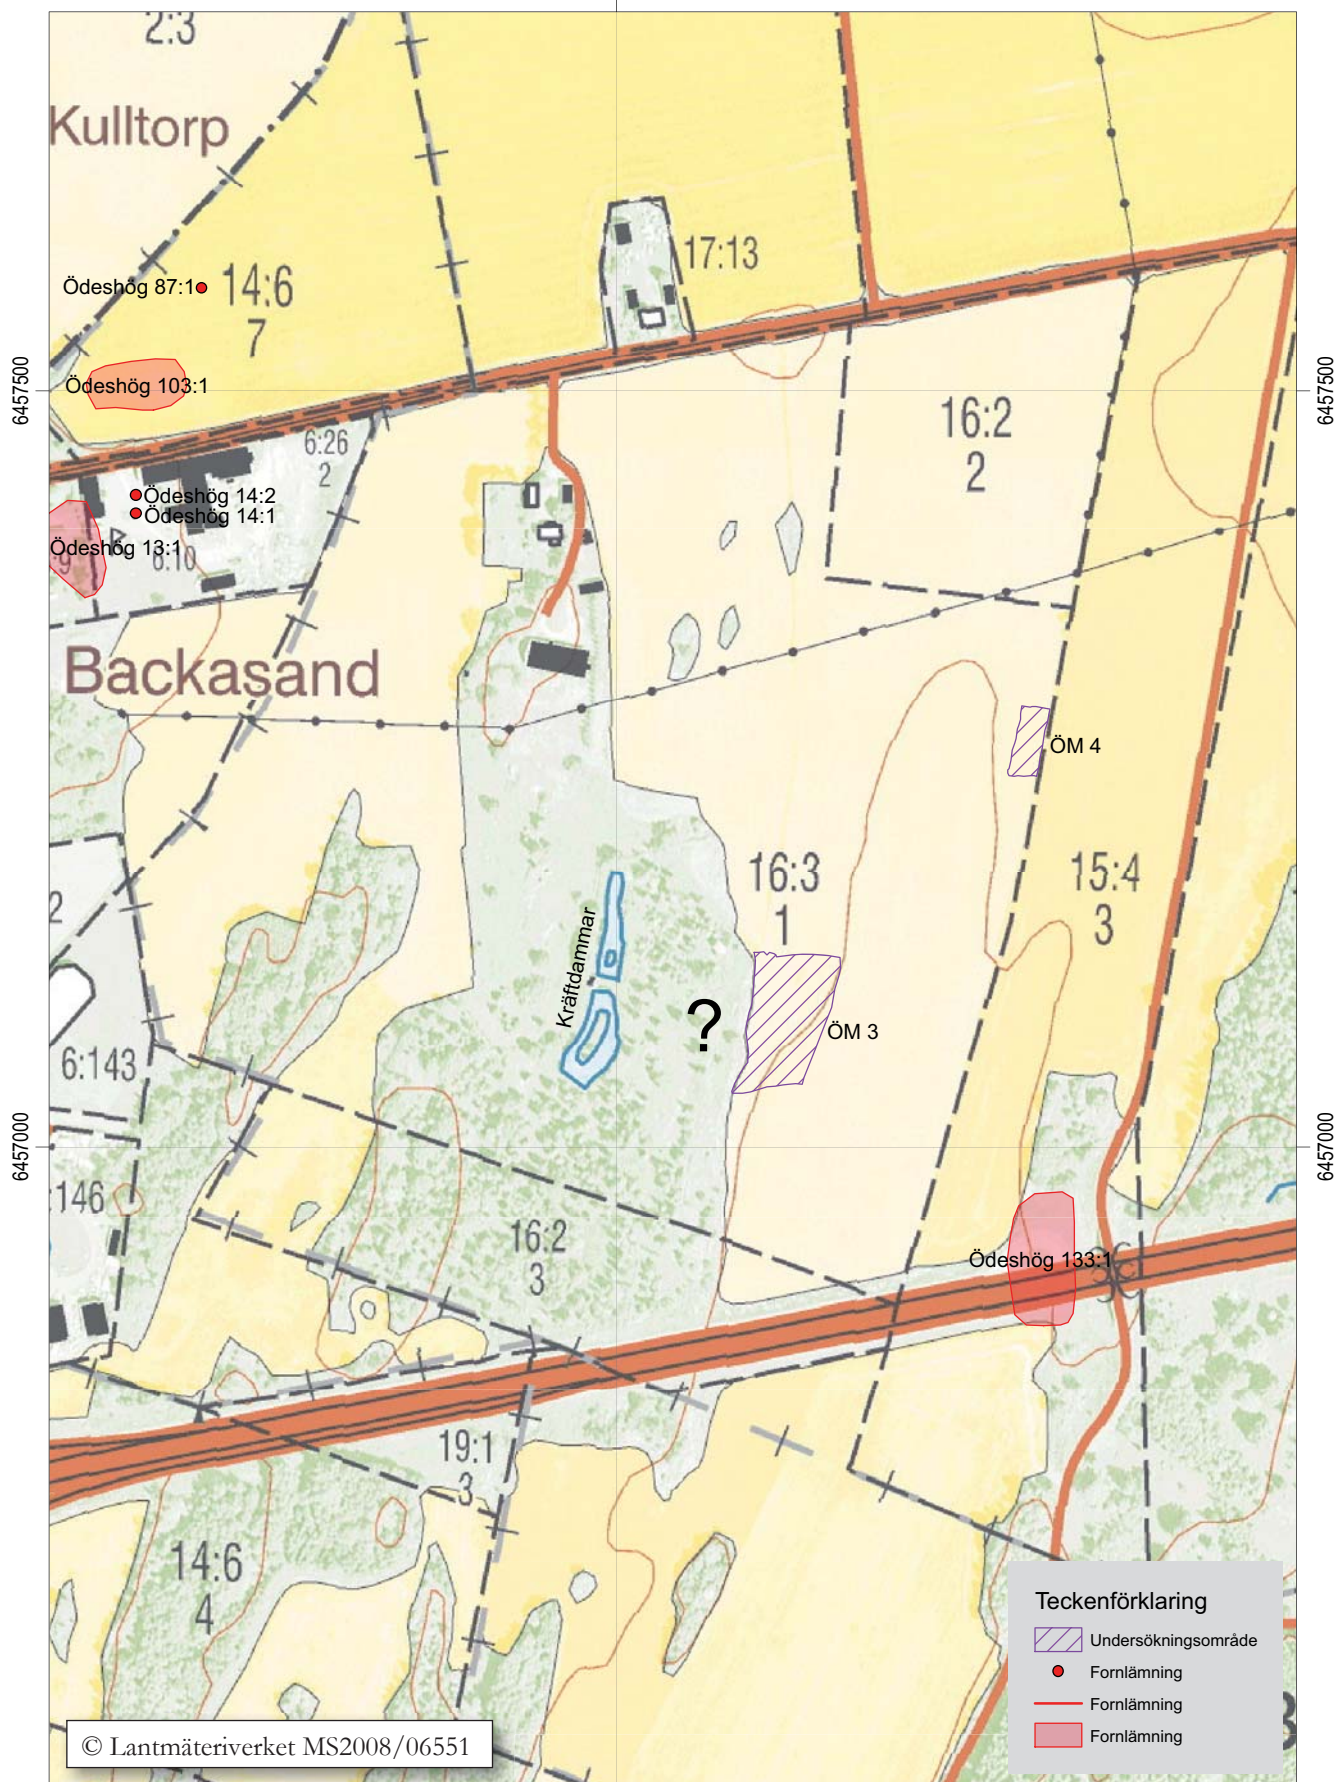 2:3
Kulltorp
17:13
14:6
7
Ödeshög 87:1
6457500
6457500
Ödeshög 103:1
16:2
2
6:26
2
Ödeshög 14:2
Ödeshög 14:1
Ödeshög 13:1
6:10
:9
Backasand
ÖM 4
16:3
1
15:4
3
2
Kräftdammar
?
ÖM 3
6:143
6457000
6457000
:146
16:2
3
Ödeshög 133:1
19:1
3
14:6
4
Teckenförklaring
Undersökningsområde
Fornlämning
Fornlämning
Fornlämning
© Lantmäteriverket MS2008/06551